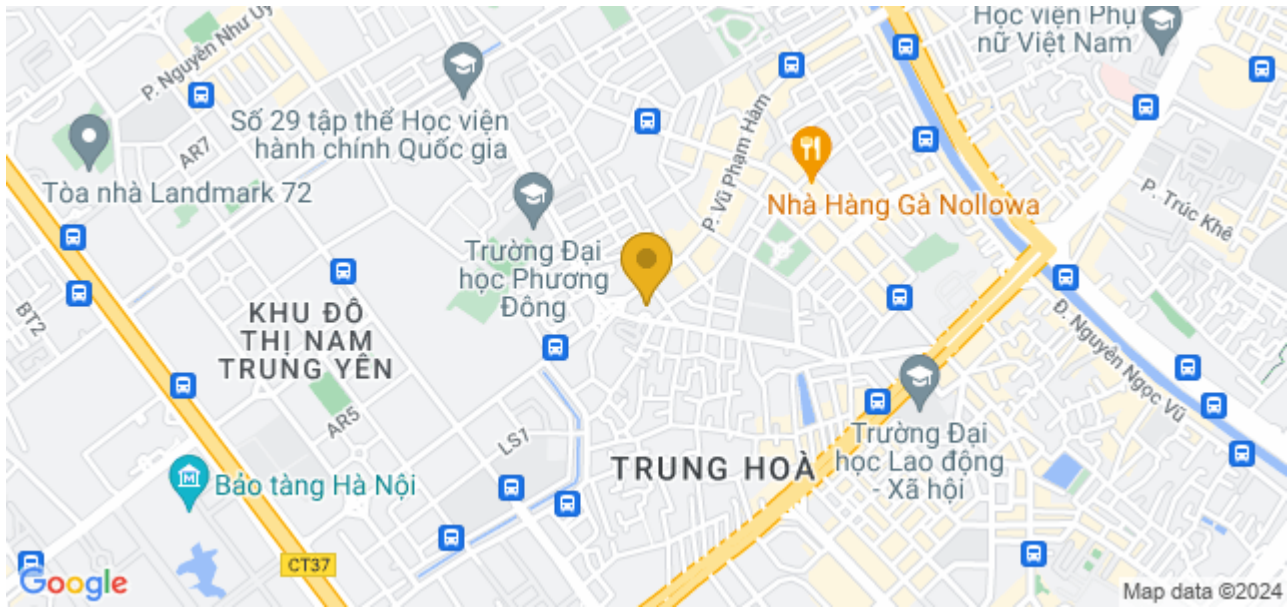 Học viện Phụ
nữ Việt Nam
P. Nguyễn Như Uy
Số 29 tập thể Học viện
hành chính Quốc gia
AR7
Tòa nhà Landmark 72
P. Vũ Phạm Hàm
Nhà Hàng Gà Nollowa
P. Trúc Khê
Trường Đại
học Phương
Đông
BT2
KHU ĐÔ
THỊ NAM
TRUNG YÊN
Đ. Nguyễn Ngọc Vũ
AR5
LS7
TRUNG HOÀ
Trường Đại
học Lao động
- Xã hội
Bảo tàng Hà Nội
CT37
Google
Map data ©2024